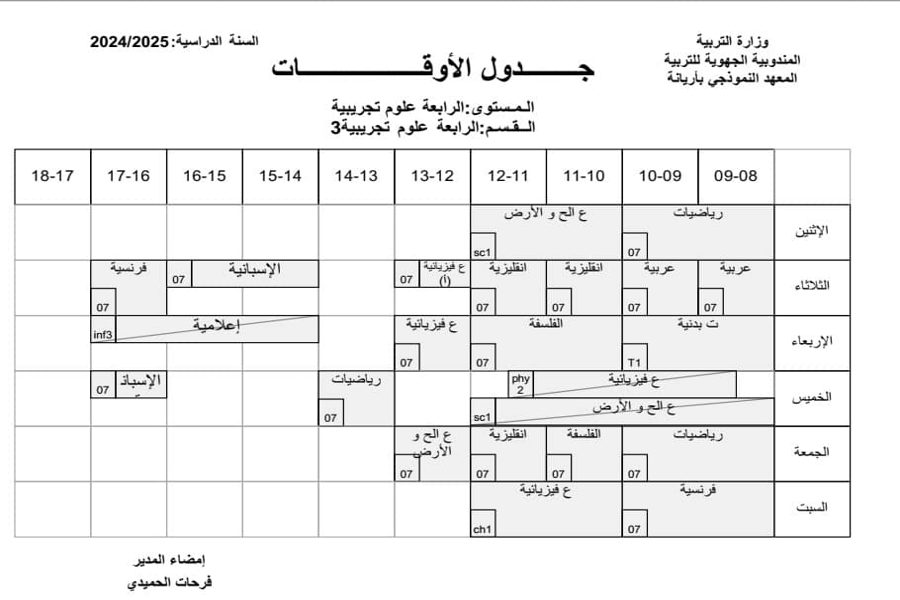 وزارة التربية
المندوبية الجهوية للتربية
المعهد النموذجي بأريانة
السنة الدراسية: 2024/2025
جـــــدول الأوقـــــــــــات
المـستوى:الرابعة علوم تجريبية
القـسـم:الرابعة علوم تجريبية3
09-08 10-09 11-10 12-11 13-12 14-13 15-14 16-15 17-16 18-17
الإثنين
رياضيات 07
ع الح و الأرض sc1
الثلاثاء
عربية 07
عربية 07
انقليزية 07
انقليزية 07
ع فيزيائية (أ) 07
الإسبانية 07
فرنسية 07
الإربعاء
ت بدنية T1
الفلسفة 07
ع فيزيائية 07
إعلامية inf3
الخميس
ع فيزيائية phy 2
ع الح و الأرض sc1
رياضيات 07
الإسبانـ 07
الجمعة
رياضيات 07
الفلسفة 07
انقليزية 07
ع الح و الأرض 07
السبت
فرنسية 07
ع فيزيائية ch1
إمضاء المدير
فرحات الحميدي